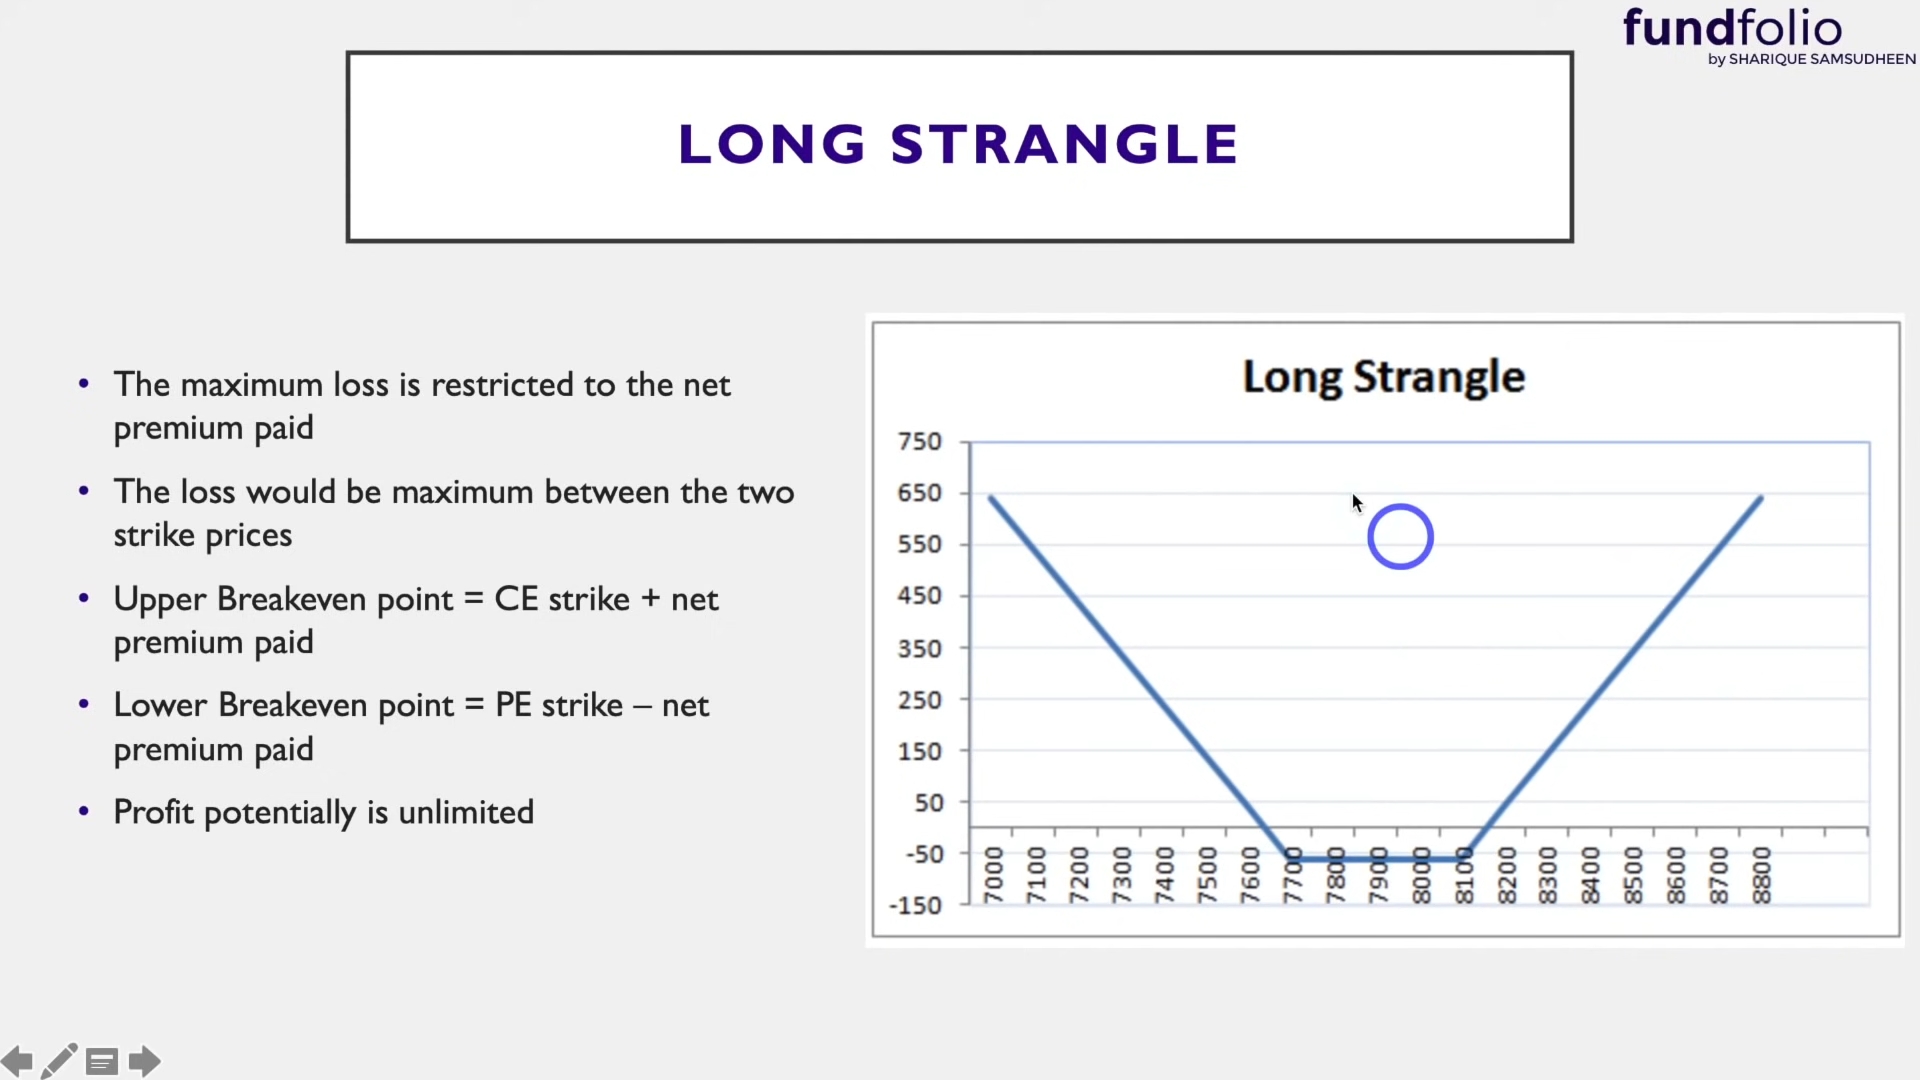 fundfolio
by SHARIQUE SAMSUDHEEN
LONG STRANGLE
• The maximum loss is restricted to the net
premium paid
• The loss would be maximum between the two
strike prices
• Upper Breakeven point = CE strike + net
premium paid
• Lower Breakeven point = PE strike – net
premium paid
• Profit potentially is unlimited
Long Strangle
750
650
550
450
350
250
150
50
-50
-150
7000
7100
7200
7300
7400
7500
7600
7700
7800
7900
8000
8100
8200
8300
8400
8500
8600
8700
8800